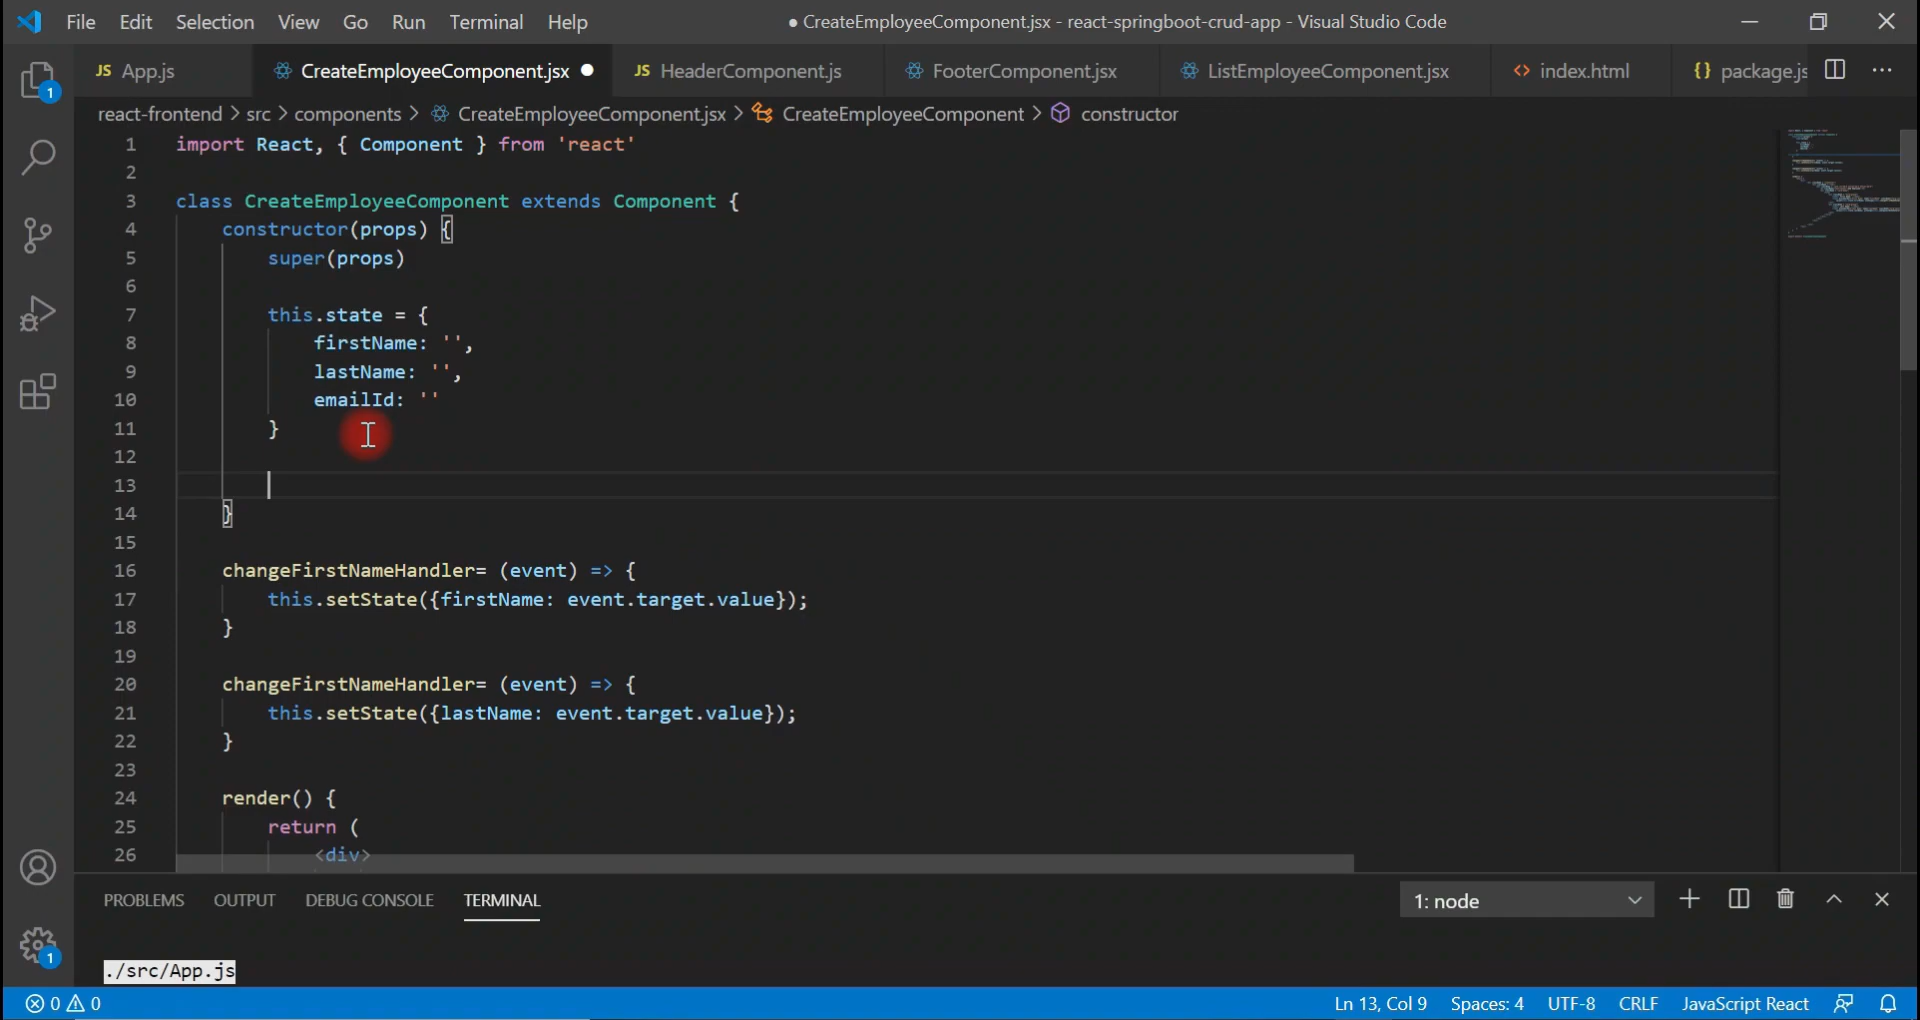 File Edit Selection View Go Run Terminal Help ● CreateEmployeeComponent.jsx - react-springboot-crud-app - Visual Studio Code
JS App.js CreateEmployeeComponent.jsx ● JS HeaderComponent.js FooterComponent.jsx ListEmployeeComponent.jsx <> index.html {} package.js
react-frontend > src > components > CreateEmployeeComponent.jsx > CreateEmployeeComponent > constructor
1 import React, { Component } from 'react'
2
3 class CreateEmployeeComponent extends Component {
4 constructor(props) {
5 super(props)
6
7 this.state = {
8 firstName: '',
9 lastName: '',
10 emailId: ''
11 }
12
13
14 }
15
16 changeFirstNameHandler= (event) => {
17 this.setState({firstName: event.target.value});
18 }
19
20 changeFirstNameHandler= (event) => {
21 this.setState({lastName: event.target.value});
22 }
23
24 render() {
25 return (
26 <div>
PROBLEMS OUTPUT DEBUG CONSOLE TERMINAL 1: node
./src/App.js
0 0 Ln 13, Col 9 Spaces: 4 UTF-8 CRLF JavaScript React
1
1